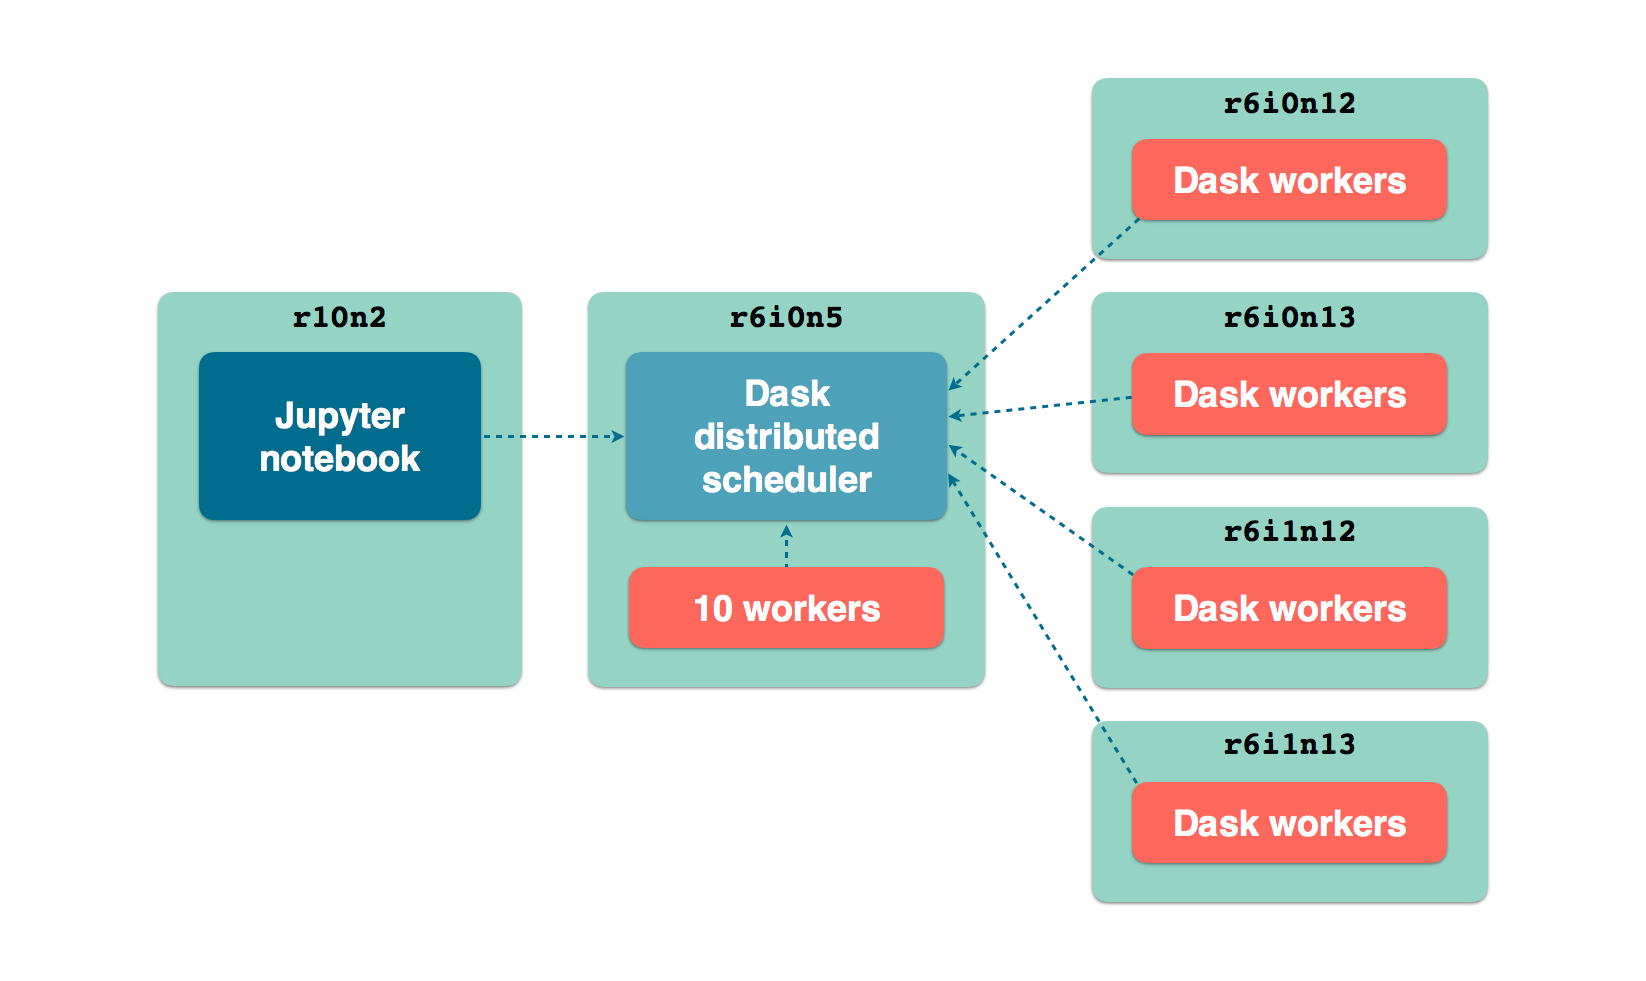 r10n2
Jupyter
notebook
r6i0n5
Dask
distributed
scheduler
10 workers
r6i0n12
Dask workers
r6i0n13
Dask workers
r6i1n12
Dask workers
r6i1n13
Dask workers